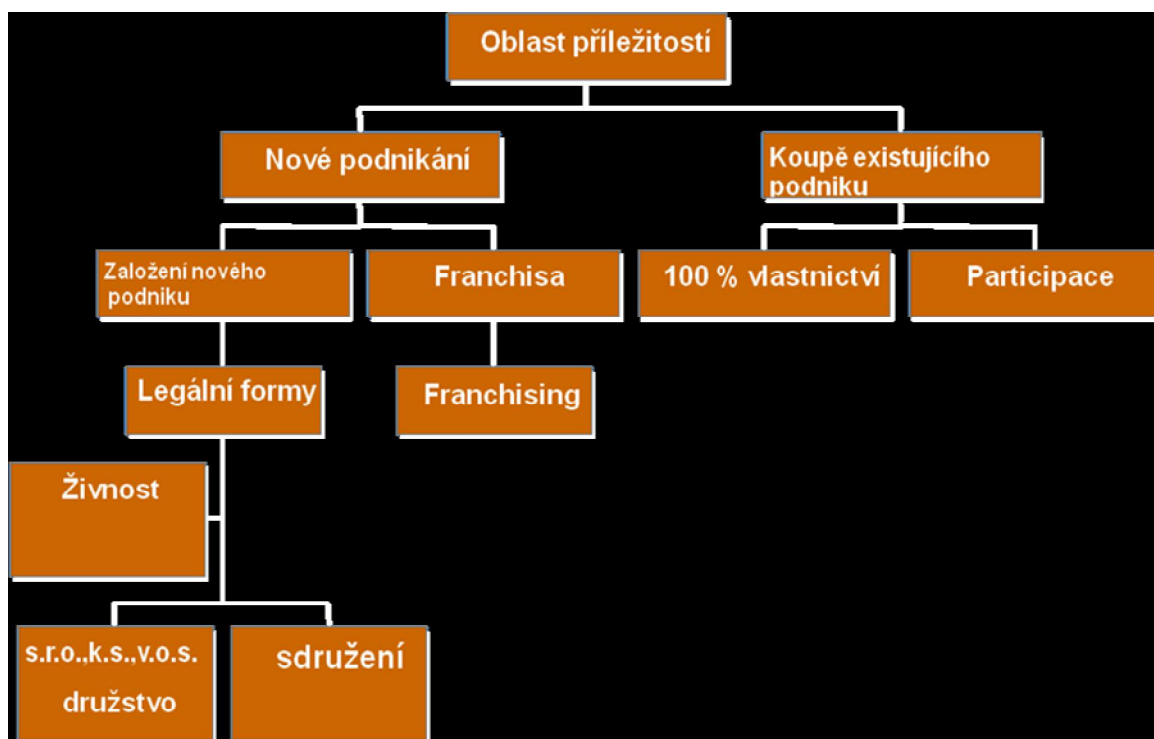 Oblast příležitostí
Nové podnikání
Koupě existujícího
podniku
Založení nového
podniku
Franchisa
100 % vlastnictví
Participace
Legální formy
Franchising
Živnost
s.r.o.,k.s.,v.o.s.
družstvo
sdružení